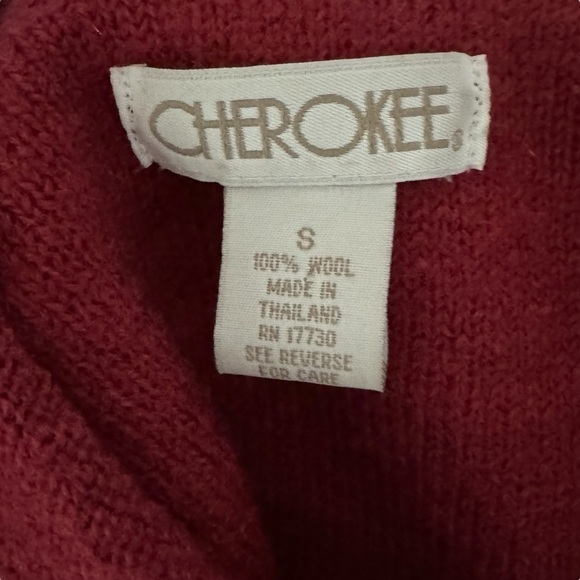 CHEROKEE
S
S
100% WOOL
MADE IN
THAILAND
RN 17730
SEE REVERSE
FOR CARE